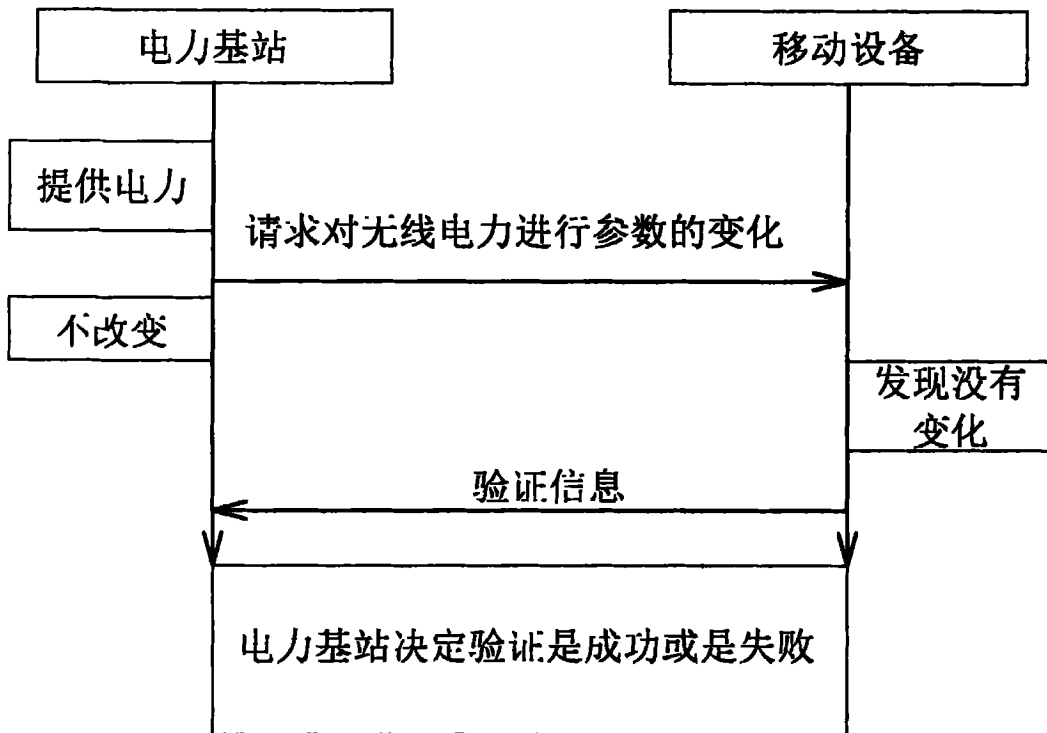 电力基站
移动设备
提供电力
请求对无线电力进行参数的变化
不改变
发现没有
变化
验证信息
电力基站决定验证是成功或是失败